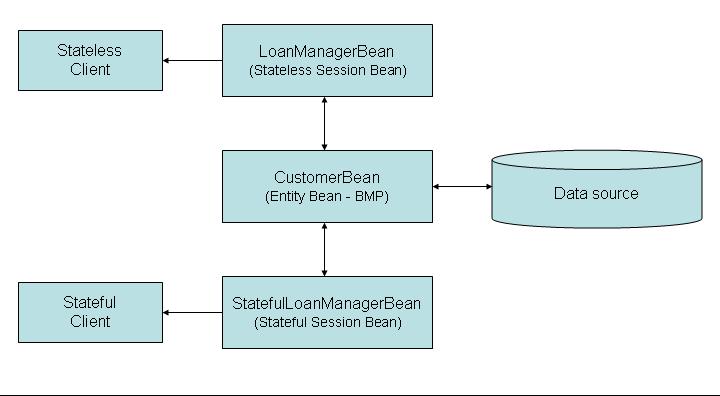 Stateless
Client
LoanManagerBean
(Stateless Session Bean)
CustomerBean
(Entity Bean - BMP)
Data source
Stateful
Client
StatefulLoanManagerBean
(Stateful Session Bean)